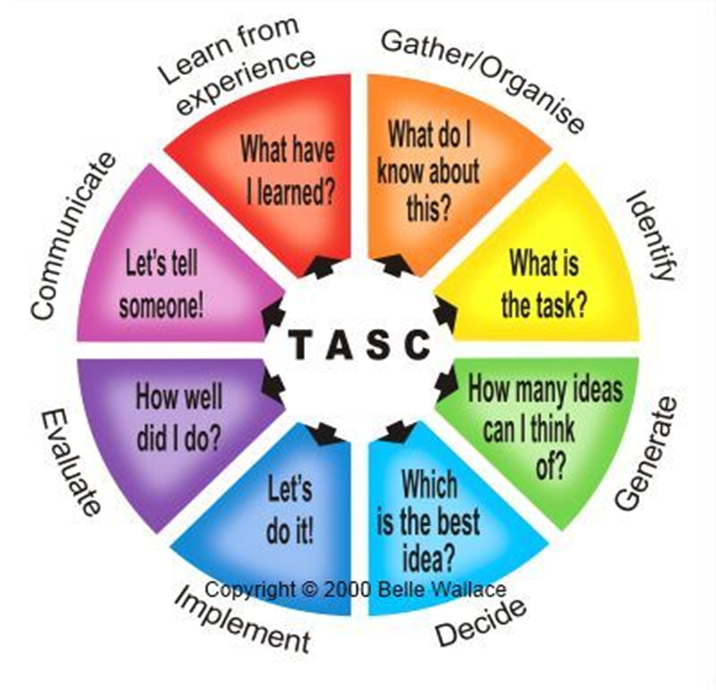 Gather/Organise
What do I
know about
this?
Identify
What is
the task?
Generate
How many ideas
can I think
of?
Decide
Which
is the best
idea?
Implement
Let's
do it!
Evaluate
How well
did I do?
Communicate
Let's tell
someone!
Learn from
experience
What have
I learned?
TASC
Copyright © 2000 Belle Wallace